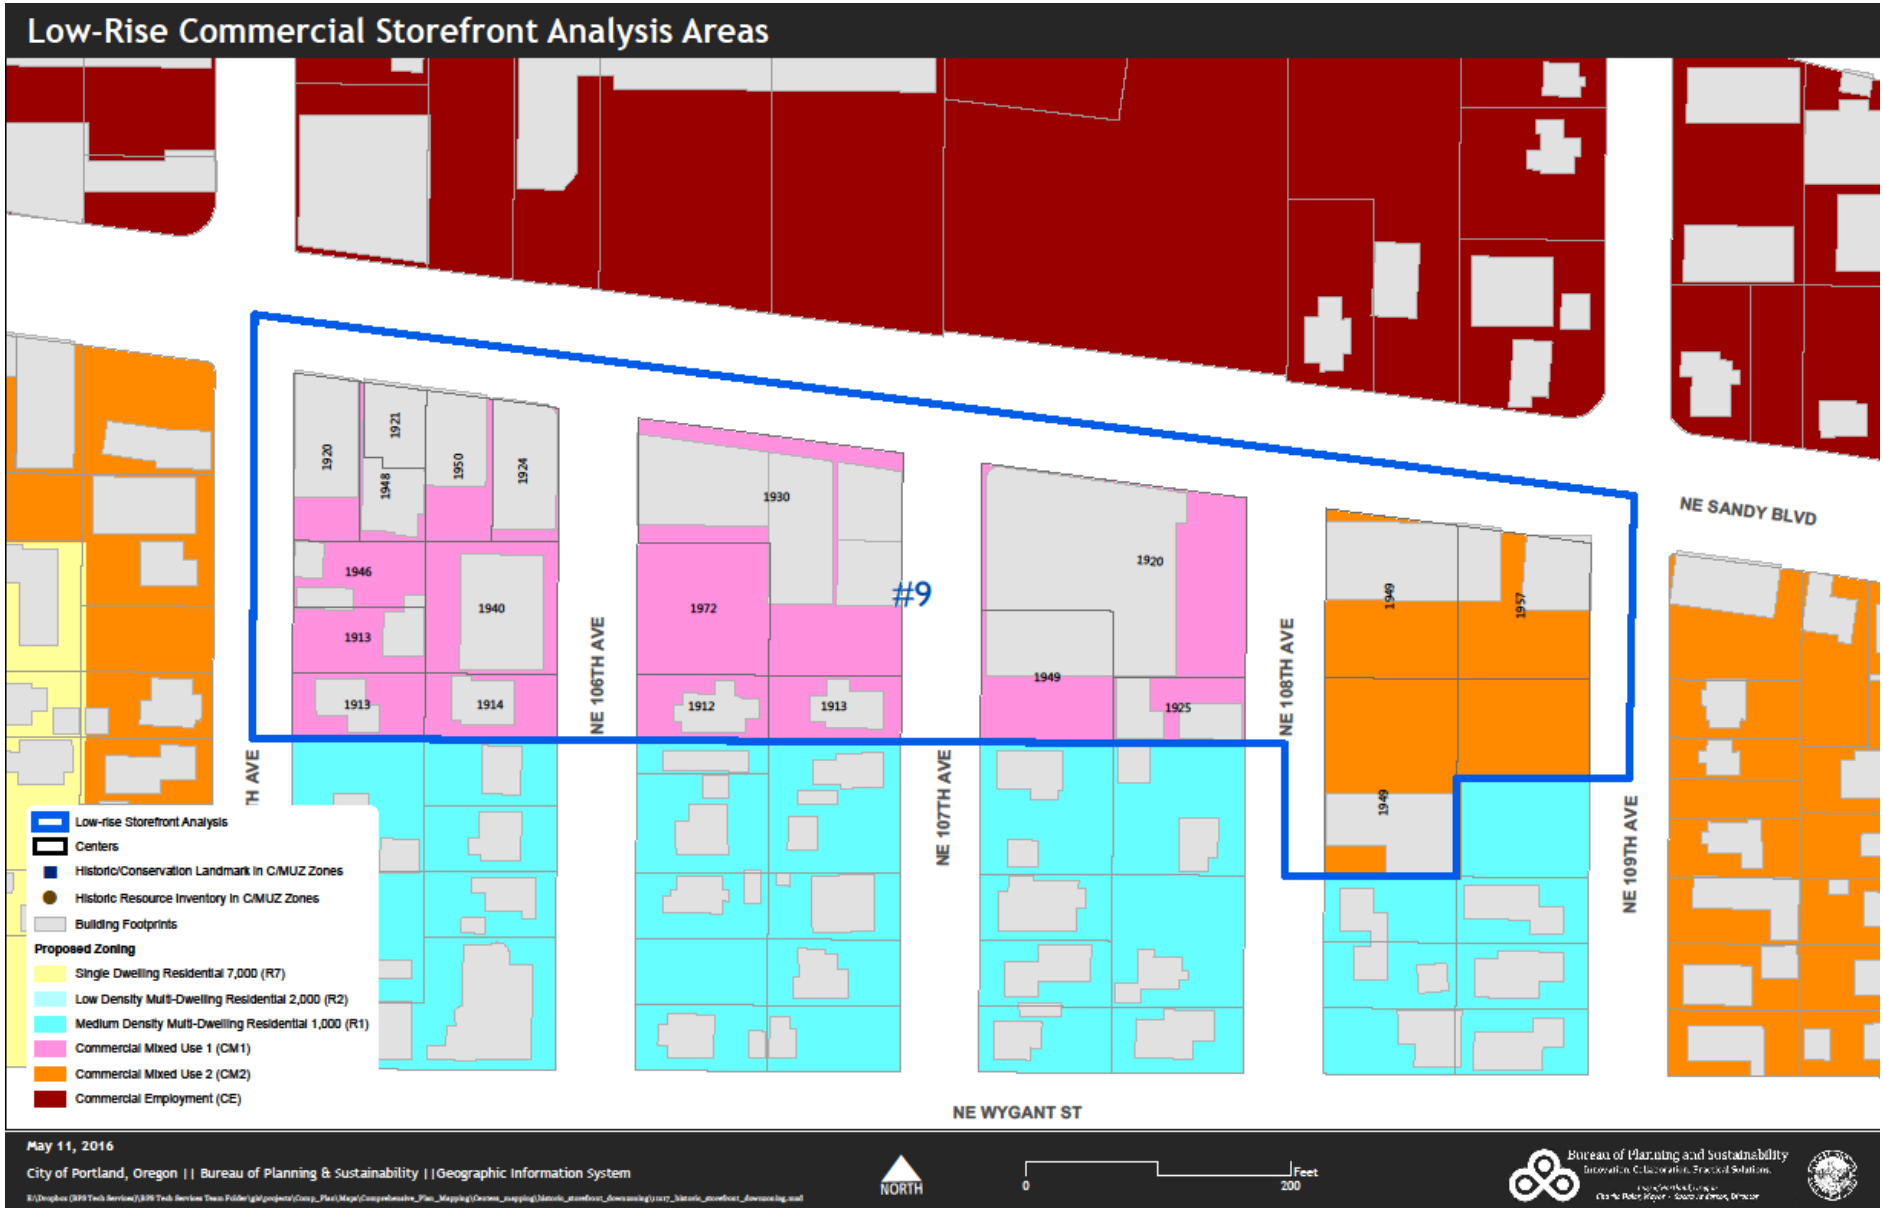 Low-Rise Commercial Storefront Analysis Areas
1920
1921
1948
1950
1924
1946
1940
1913
1913
1914
1930
1972
1912
1913
#9
1920
1949
1925
1949
1957
1949
NE SANDY BLVD
TH AVE
NE 106TH AVE
NE 107TH AVE
NE 108TH AVE
NE 109TH AVE
NE WYGANT ST
Low-rise Storefront Analysis
Centers
Historic/Conservation Landmark in C/MUZ Zones
Historic Resource Inventory in C/MUZ Zones
Building Footprints
Proposed Zoning
Single Dwelling Residential 7,000 (R7)
Low Density Multi-Dwelling Residential 2,000 (R2)
Medium Density Multi-Dwelling Residential 1,000 (R1)
Commercial Mixed Use 1 (CM1)
Commercial Mixed Use 2 (CM2)
Commercial Employment (CE)
May 11, 2016
City of Portland, Oregon || Bureau of Planning & Sustainability ||Geographic Information System
NORTH
0
200
Feet
Bureau of Planning and Sustainability
Innovation. Collaboration. Practical Solutions.